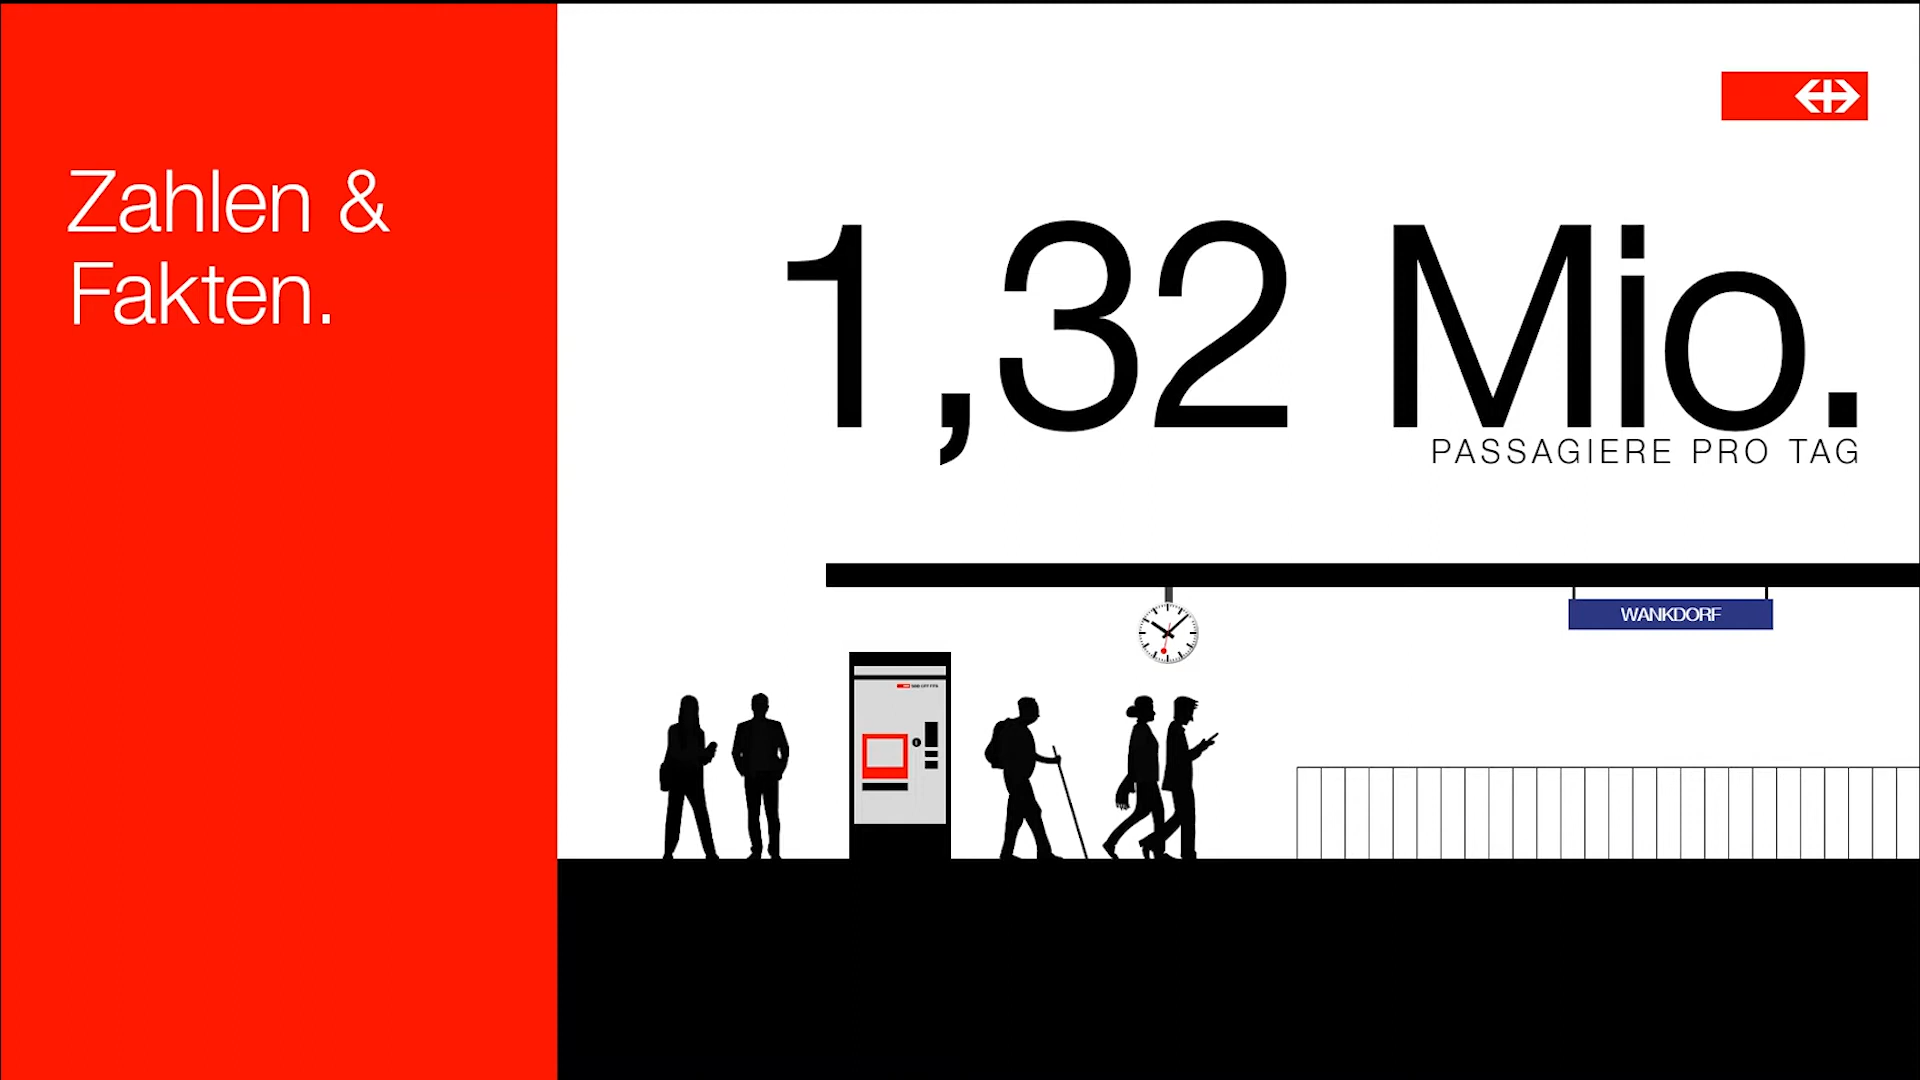 Zahlen &
Fakten.
1,32 Mio.
PASSAGIERE PRO TAG
WANKDORF